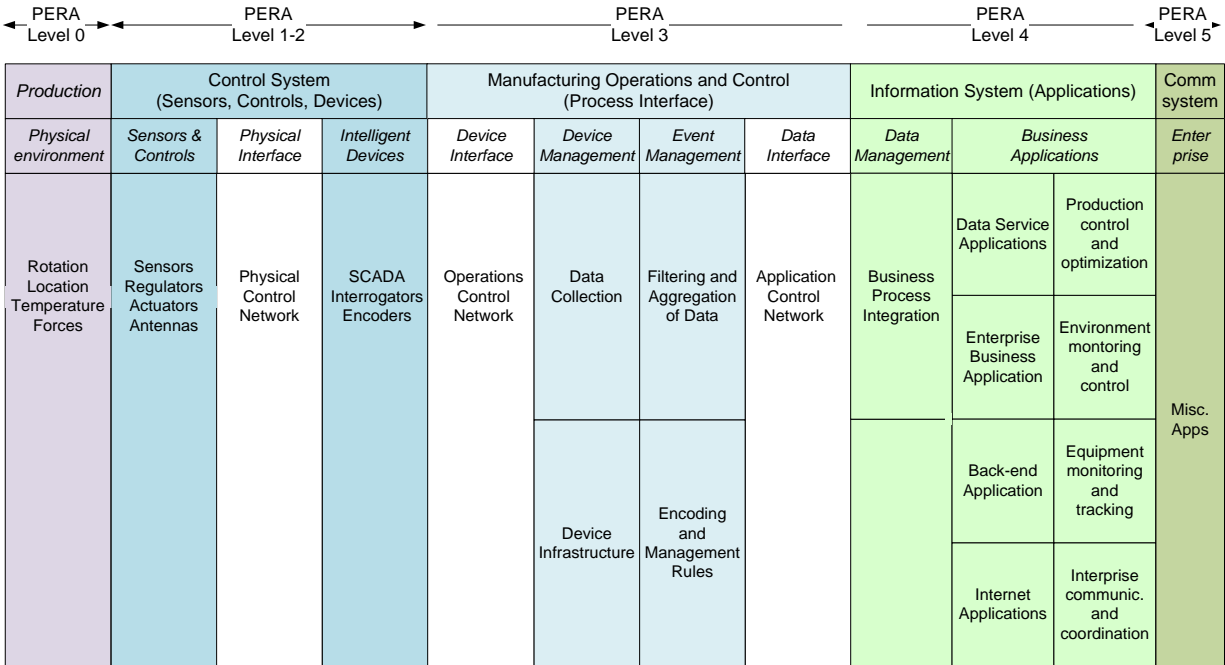 PERA
Level 0
PERA
Level 1-2
PERA
Level 3
PERA
Level 4
PERA
Level 5
Production
Control System
(Sensors, Controls, Devices)
Manufacturing Operations and Control
(Process Interface)
Information System (Applications)
Comm
system
Physical
environment
Sensors &
Controls
Physical
Interface
Intelligent
Devices
Device
Interface
Device
Management
Event
Management
Data
Interface
Data
Management
Business
Applications
Enter
prise
Rotation
Location
Temperature
Forces
Sensors
Regulators
Actuators
Antennas
Physical
Control
Network
SCADA
Interrogators
Encoders
Operations
Control
Network
Data
Collection
Device
Infrastructure
Filtering and
Aggregation
of Data
Encoding
and
Management
Rules
Application
Control
Network
Business
Process
Integration
Data Service
Applications
Production
control
and
optimization
Enterprise
Business
Application
Environment
montoring
and
control
Back-end
Application
Equipment
monitoring
and
tracking
Internet
Applications
Interprise
communic.
and
coordination
Misc.
Apps